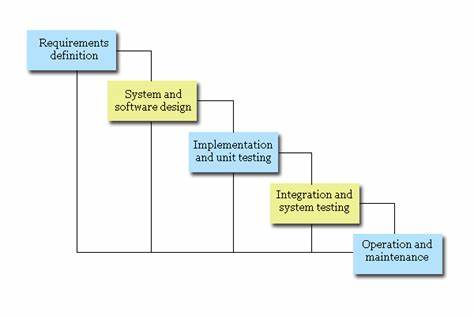 Requirements
definition
System and
software design
Implementation
and unit testing
Integration and
system testing
Operation and
maintenance